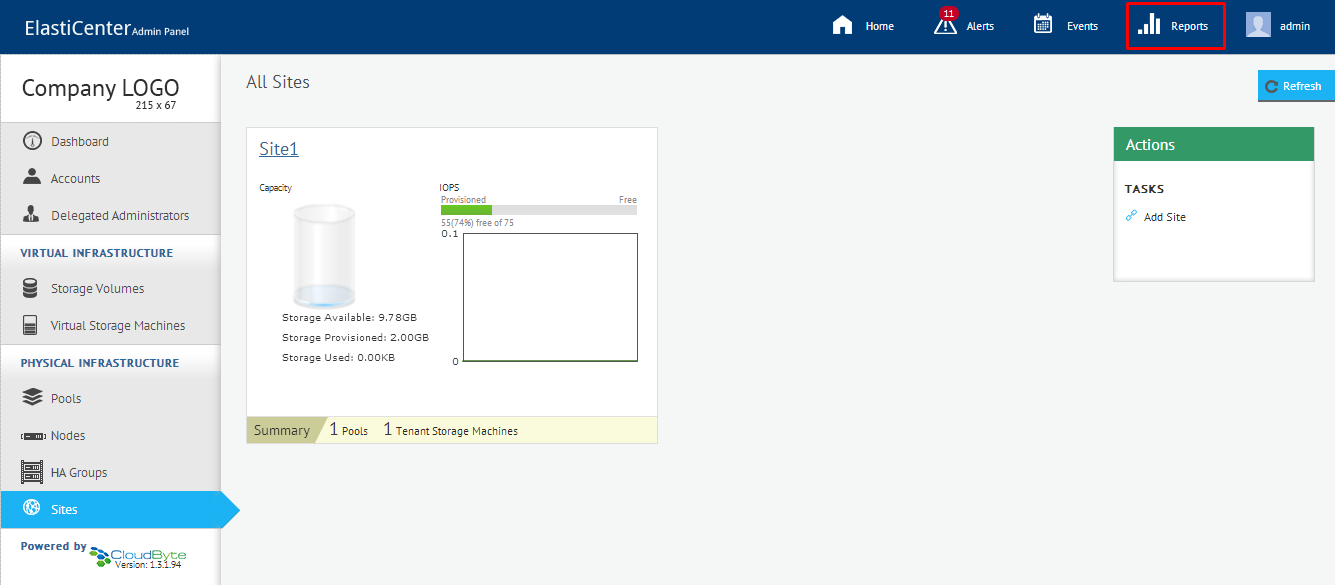 ElastiCenter Admin Panel
Home
11
Alerts
Events
Reports
admin
Company LOGO
215 x 67
Dashboard
Accounts
Delegated Administrators
VIRTUAL INFRASTRUCTURE
Storage Volumes
Virtual Storage Machines
PHYSICAL INFRASTRUCTURE
Pools
Nodes
HA Groups
Sites
Powered by CloudByte
Version: 1.3.1.94
All Sites
Refresh
Site1
Capacity
Storage Available: 9.78GB
Storage Provisioned: 2.00GB
Storage Used: 0.00KB
IOPS
Provisioned Free
55(74%) free of 75
0.1
0
Summary 1 Pools 1 Tenant Storage Machines
Actions
TASKS
Add Site